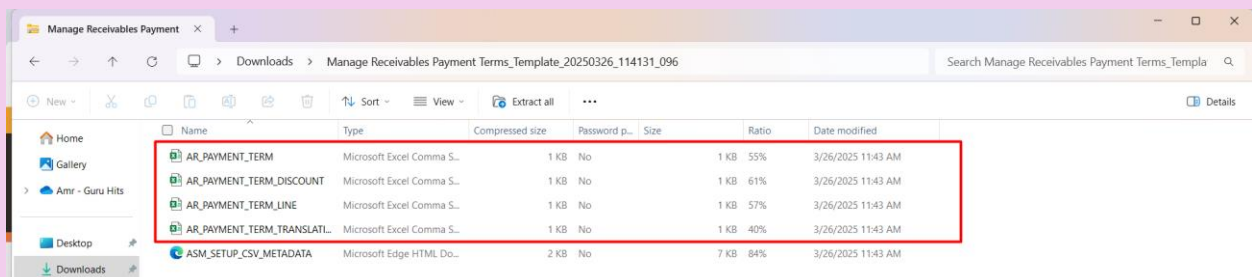 Manage Receivables Payment
Downloads > Manage Receivables Payment Terms_Template_20250326_114131_096 Search Manage Receivables Payment Terms_Templa
New Sort View Extract all ... Details
Home Name Type Compressed size Password p... Size Ratio Date modified
Gallery AR_PAYMENT_TERM Microsoft Excel Comma S... 1 KB No 1 KB 55% 3/26/2025 11:43 AM
AR_PAYMENT_TERM_DISCOUNT Microsoft Excel Comma S... 1 KB No 1 KB 61% 3/26/2025 11:43 AM
Amr - Guru Hits AR_PAYMENT_TERM_LINE Microsoft Excel Comma S... 1 KB No 1 KB 57% 3/26/2025 11:43 AM
AR_PAYMENT_TERM_TRANSLATI... Microsoft Excel Comma S... 1 KB No 1 KB 40% 3/26/2025 11:43 AM
Desktop ASM_SETUP_CSV_METADATA Microsoft Edge HTML Do... 2 KB No 7 KB 84% 3/26/2025 11:43 AM
Downloads